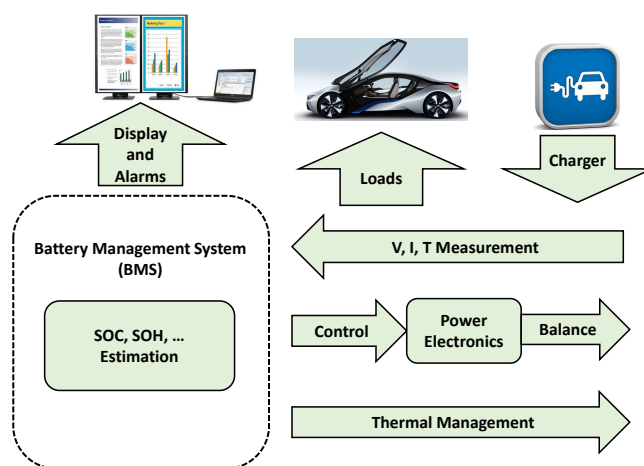 Display
and
Alarms
Loads
Charger
Battery Management System
(BMS)
V, I, T Measurement
SOC, SOH, ...
Estimation
Control
Power
Electronics
Balance
Thermal Management